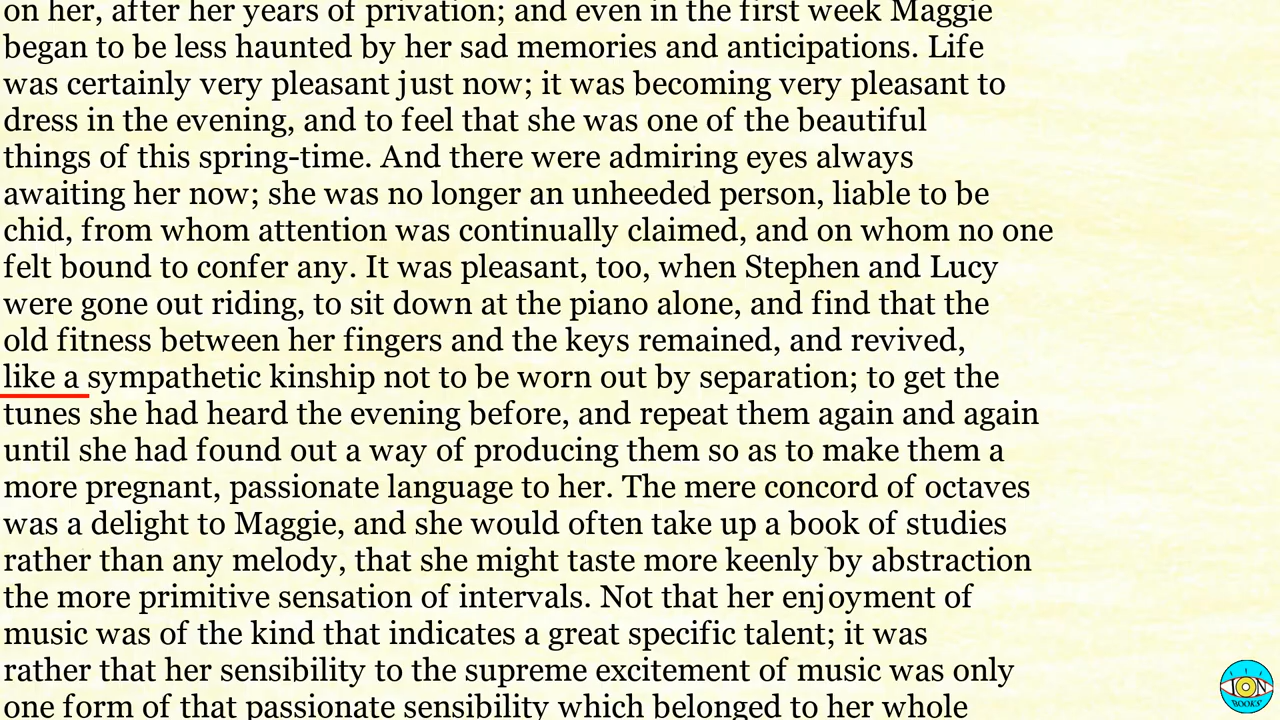 on her, after her years of privation; and even in the first week Maggie
began to be less haunted by her sad memories and anticipations. Life
was certainly very pleasant just now; it was becoming very pleasant to
dress in the evening, and to feel that she was one of the beautiful
things of this spring-time. And there were admiring eyes always
awaiting her now; she was no longer an unheeded person, liable to be
chid, from whom attention was continually claimed, and on whom no one
felt bound to confer any. It was pleasant, too, when Stephen and Lucy
were gone out riding, to sit down at the piano alone, and find that the
old fitness between her fingers and the keys remained, and revived,
like a sympathetic kinship not to be worn out by separation; to get the
tunes she had heard the evening before, and repeat them again and again
until she had found out a way of producing them so as to make them a
more pregnant, passionate language to her. The mere concord of octaves
was a delight to Maggie, and she would often take up a book of studies
rather than any melody, that she might taste more keenly by abstraction
the more primitive sensation of intervals. Not that her enjoyment of
music was of the kind that indicates a great specific talent; it was
rather that her sensibility to the supreme excitement of music was only
one form of that passionate sensibility which belonged to her whole
ION
BOOKS